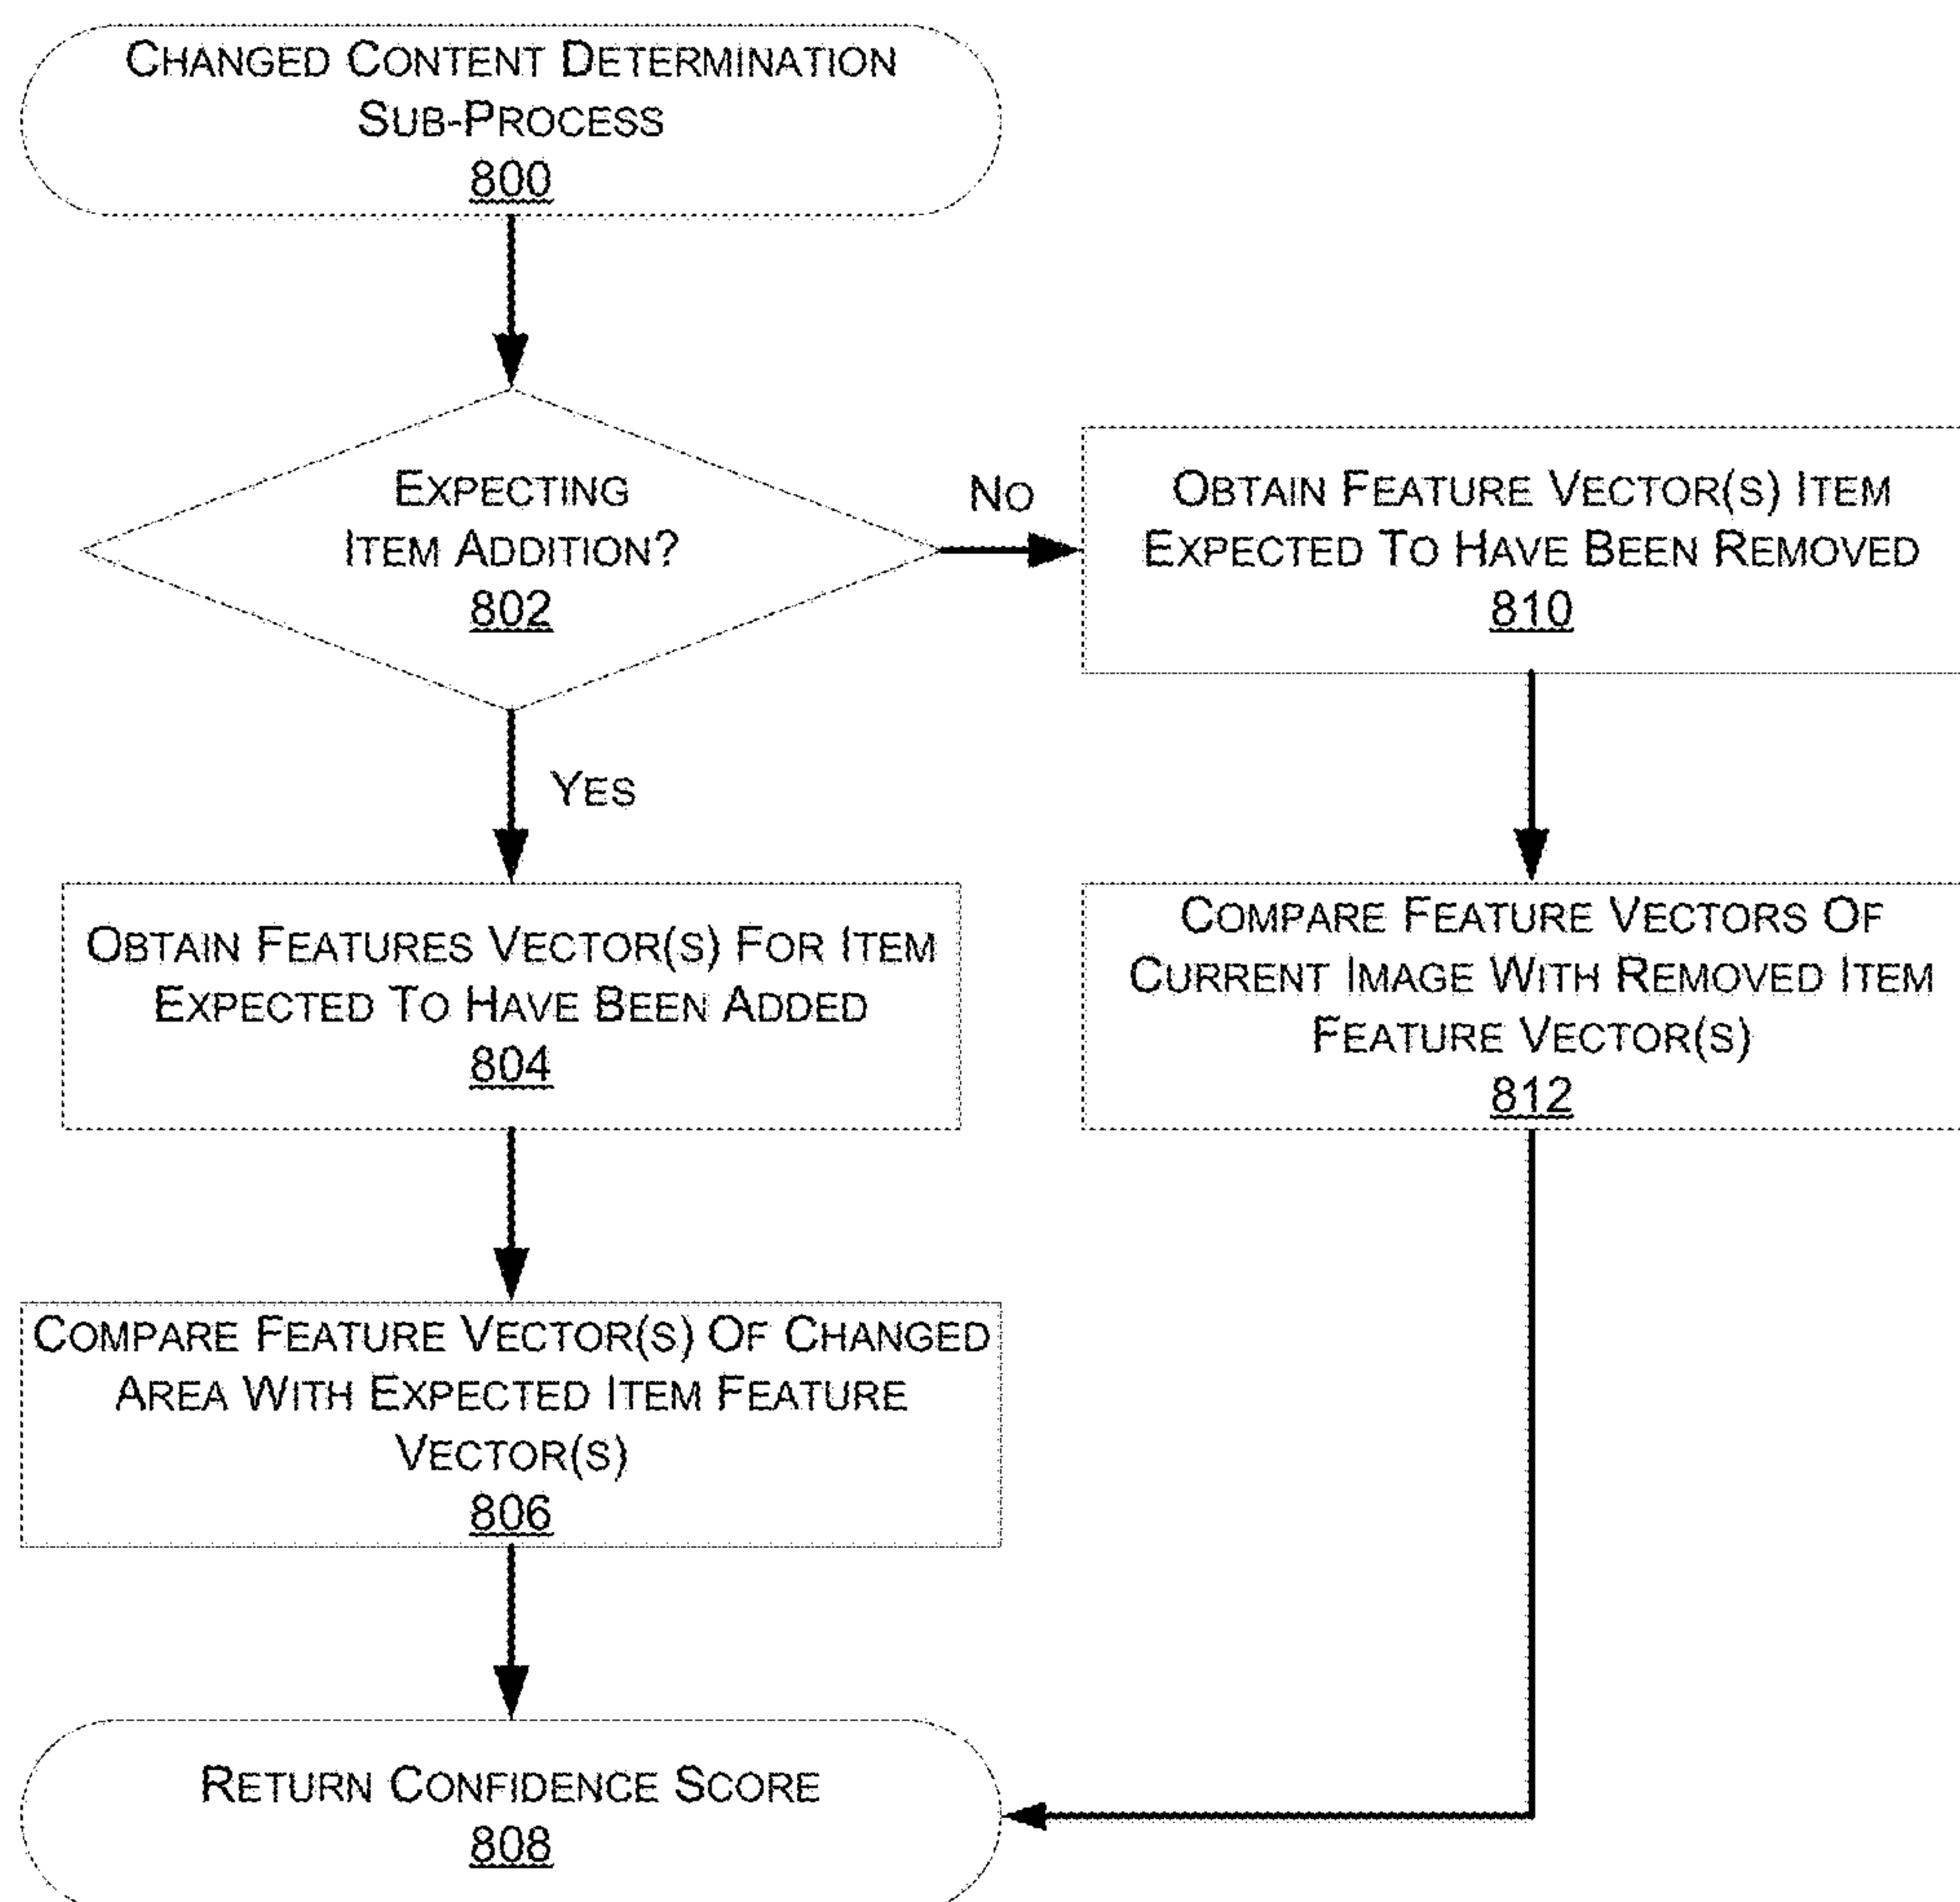 CHANGED CONTENT DETERMINATION
SUB-PROCESS
800
EXPECTING
ITEM ADDITION?
802
NO
OBTAIN FEATURE VECTOR(S) ITEM
EXPECTED TO HAVE BEEN REMOVED
810
YES
OBTAIN FEATURES VECTOR(S) FOR ITEM
EXPECTED TO HAVE BEEN ADDED
804
COMPARE FEATURE VECTORS OF
CURRENT IMAGE WITH REMOVED ITEM
FEATURE VECTOR(S)
812
COMPARE FEATURE VECTOR(S) OF CHANGED
AREA WITH EXPECTED ITEM FEATURE
VECTOR(S)
806
RETURN CONFIDENCE SCORE
808